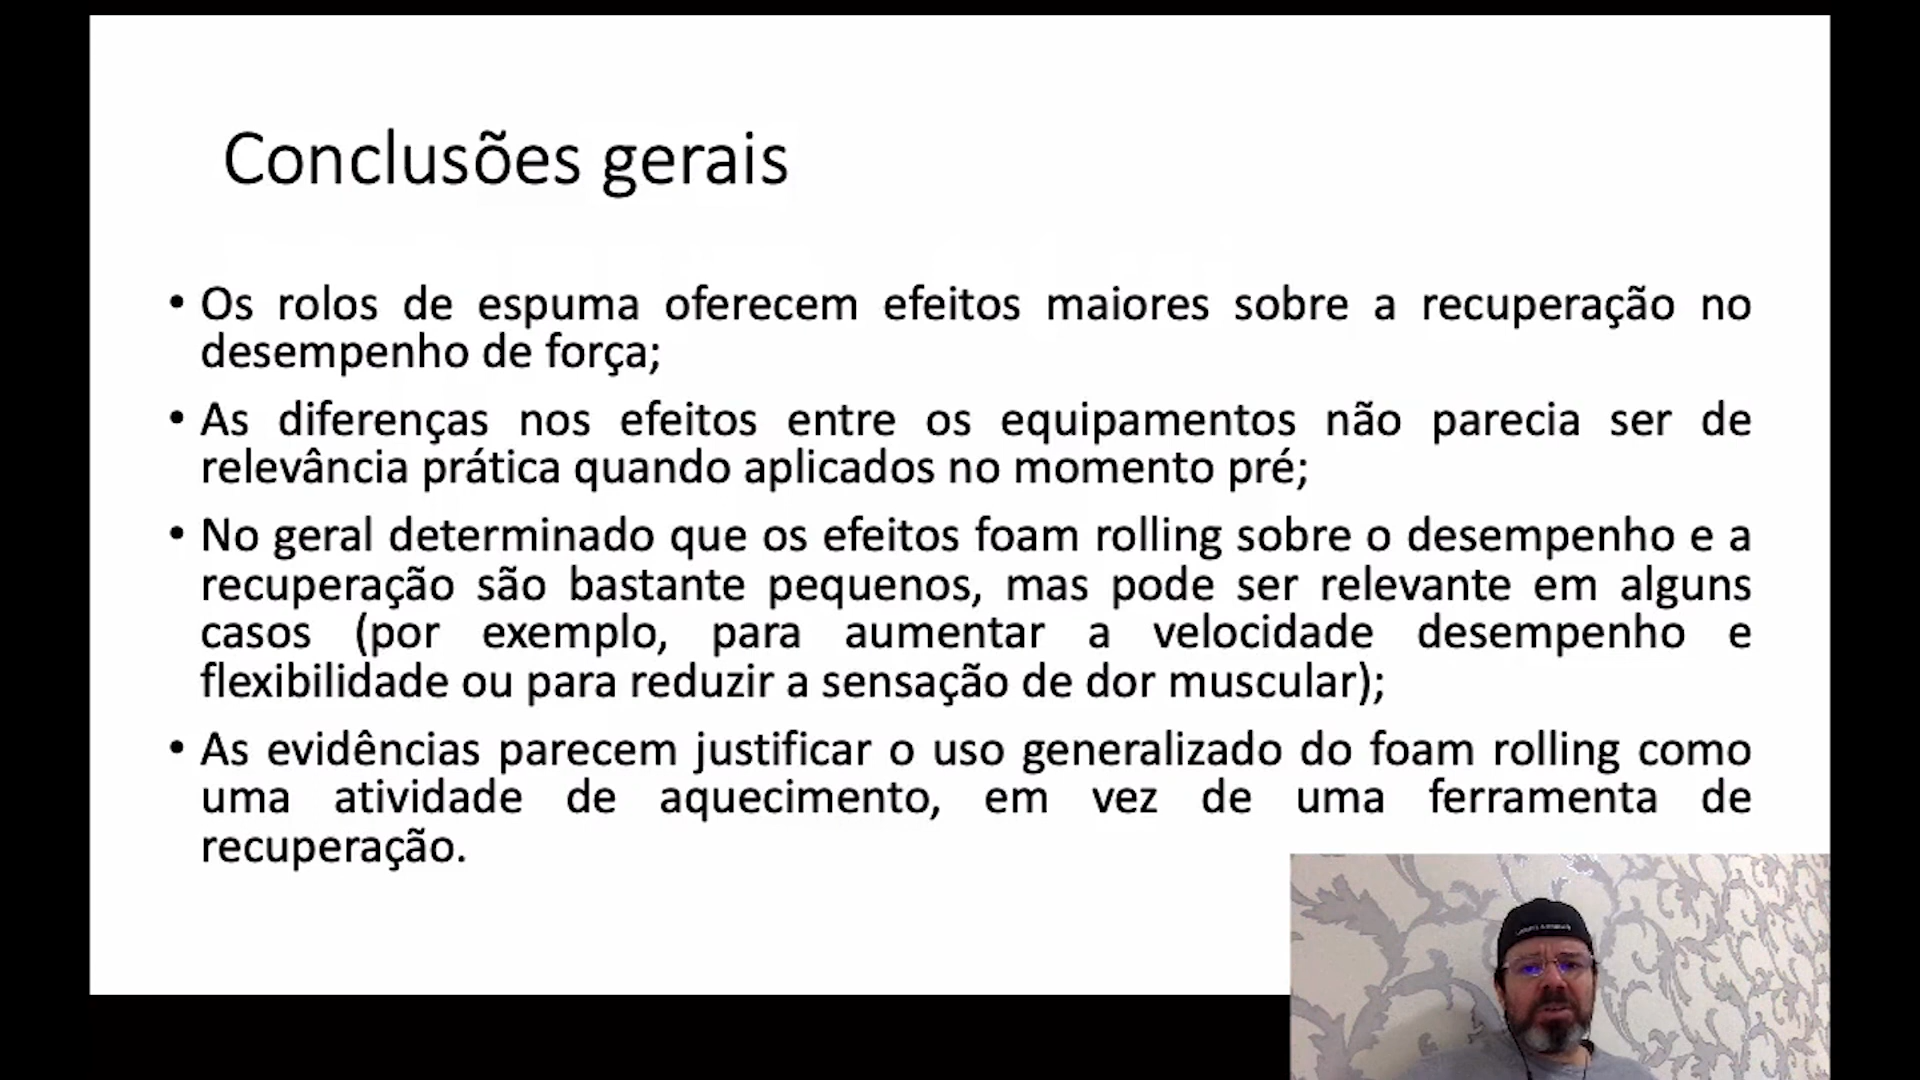 Conclusões gerais
• Os rolos de espuma oferecem efeitos maiores sobre a recuperação no
desempenho de força;
• As diferenças nos efeitos entre os equipamentos não parecia ser de
relevância prática quando aplicados no momento pré;
• No geral determinado que os efeitos foam rolling sobre o desempenho e a
recuperação são bastante pequenos, mas pode ser relevante em alguns
casos (por exemplo, para aumentar a velocidade desempenho e
flexibilidade ou para reduzir a sensação de dor muscular);
• As evidências parecem justificar o uso generalizado do foam rolling como
uma atividade de aquecimento, em vez de uma ferramenta de
recuperação.